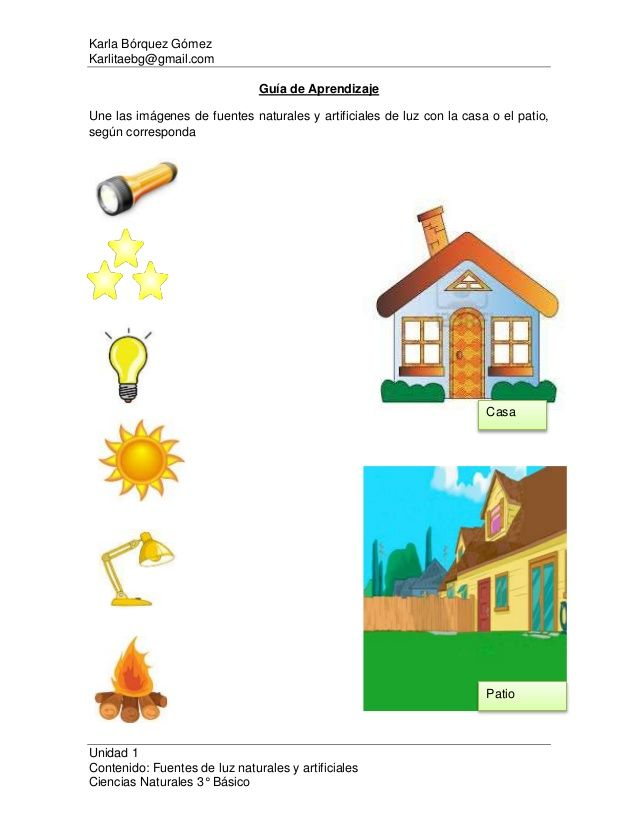 Karla Bórquez Gómez
Karlitaebg@gmail.com
Guía de Aprendizaje
Une las imágenes de fuentes naturales y artificiales de luz con la casa o el patio,
según corresponda
Casa
Patio
Unidad 1
Contenido: Fuentes de luz naturales y artificiales
Ciencias Naturales 3° Básico